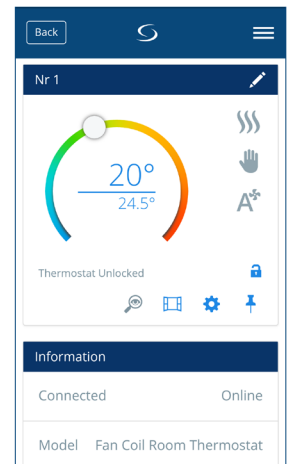 Back
Nr 1
20°
24.5°
A
Thermostat Unlocked
Information
Connected Online
Model Fan Coil Room Thermostat